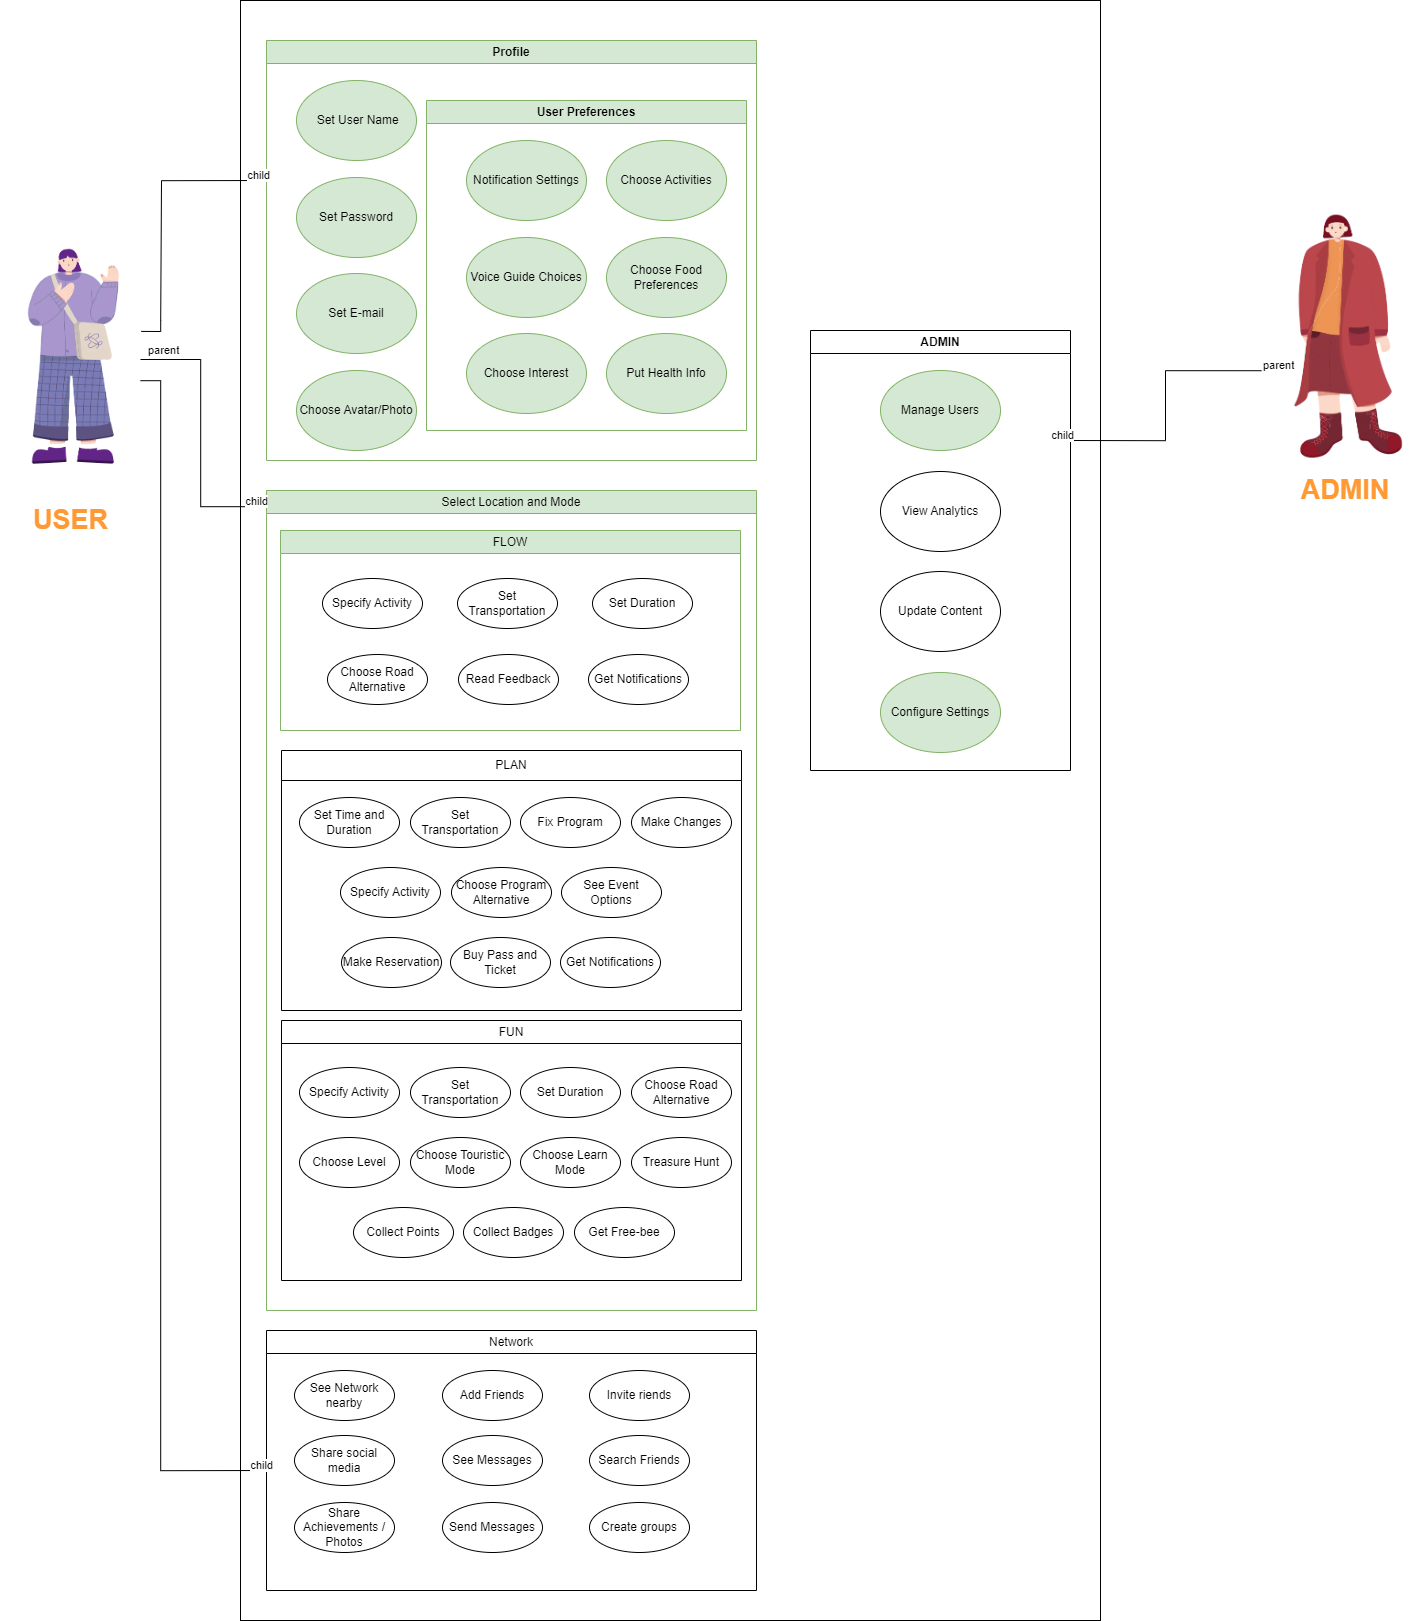 Profile
Set User Name
Set Password
Set E-mail
Choose Avatar/Photo
User Preferences
Notification Settings
Choose Activities
Voice Guide Choices
Choose Food
Preferences
Choose Interest
Put Health Info
child
parent
child
USER
Select Location and Mode
FLOW
Specify Activity
Set
Transportation
Set Duration
Choose Road
Alternative
Read Feedback
Get Notifications
PLAN
Set Time and
Duration
Set
Transportation
Fix Program
Make Changes
Specify Activity
Choose Program
Alternative
See Event
Options
Make Reservation
Buy Pass and
Ticket
Get Notifications
FUN
Specify Activity
Set
Transportation
Set Duration
Choose Road
Alternative
Choose Level
Choose Touristic
Mode
Choose Learn
Mode
Treasure Hunt
Collect Points
Collect Badges
Get Free-bee
Network
See Network
nearby
Add Friends
Invite riends
Share social
media
See Messages
Search Friends
child
Share
Achievements /
Photos
Send Messages
Create groups
ADMIN
Manage Users
View Analytics
Update Content
Configure Settings
child
parent
ADMIN